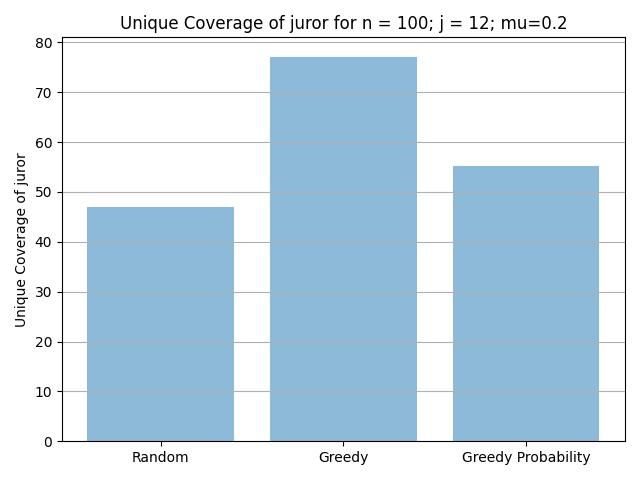 Unique Coverage of juror for n = 100; j = 12; mu=0.2
Unique Coverage of juror
80
70
60
50
40
30
20
10
0
Random
Greedy
Greedy Probability